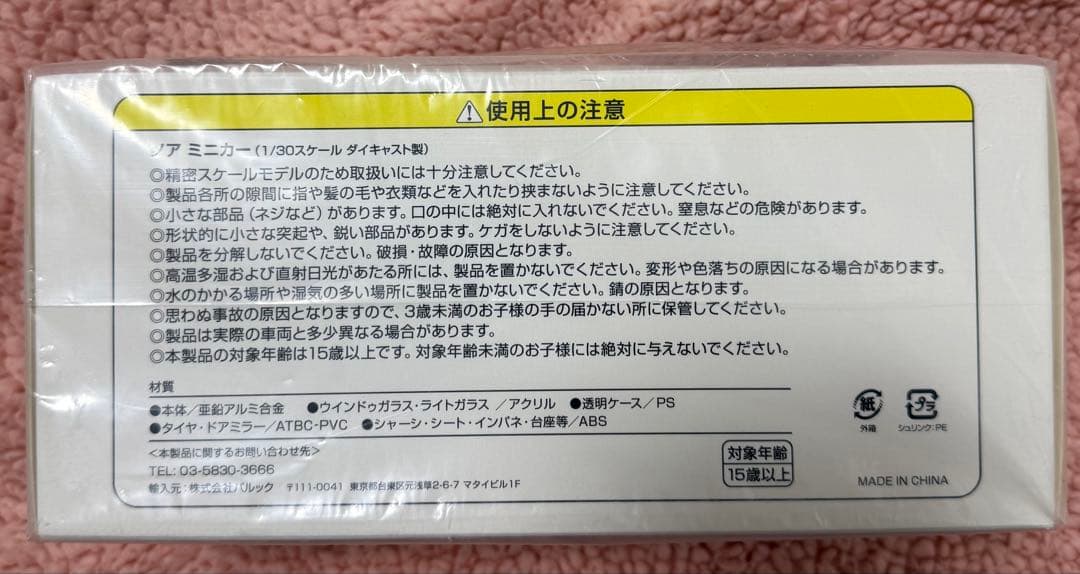 ⚠使用上の注意
ノア ミニカー(1/30スケール ダイキャスト製)
◎精密スケールモデルのため取扱いには十分注意してください。
◎製品各所の隙間に指や髪の毛や衣類などを入れたり挟まないように注意してください。
◎小さな部品(ネジなど)があります。口の中には絶対に入れないでください。窒息などの危険があります。
◎形状的に小さな突起や、鋭い部品があります。ケガをしないように注意してください。
◎製品を分解しないでください。破損・故障の原因となります。
◎高温多湿および直射日光があたる所には、製品を置かないでください。変形や色落ちの原因になる場合があります。
◎水のかかる場所や湿気の多い場所に製品を置かないでください。錆の原因となります。
◎思わぬ事故の原因となりますので、3歳未満のお子様の手の届かない所に保管してください。
◎製品は実際の車両と多少異なる場合があります。
◎本製品の対象年齢は15歳以上です。対象年齢未満のお子様には絶対に与えないでください。
材質
●本体/亜鉛アルミ合金 ●ウインドゥガラス・ライトガラス /アクリル ●透明ケース/PS
●タイヤ・ドアミラー/ATBC-PVC ●シャーシ・シート・インパネ・台座等/ABS
<本製品に関するお問い合わせ先>
TEL: 03-5830-3666
輸入元:株式会社バルック 〒111-0041 東京都台東区元浅草2-6-7 マタイビル1F
対象年齢
15歳以上
紙
外箱
プラ
シュリンク:PE
MADE IN CHINA